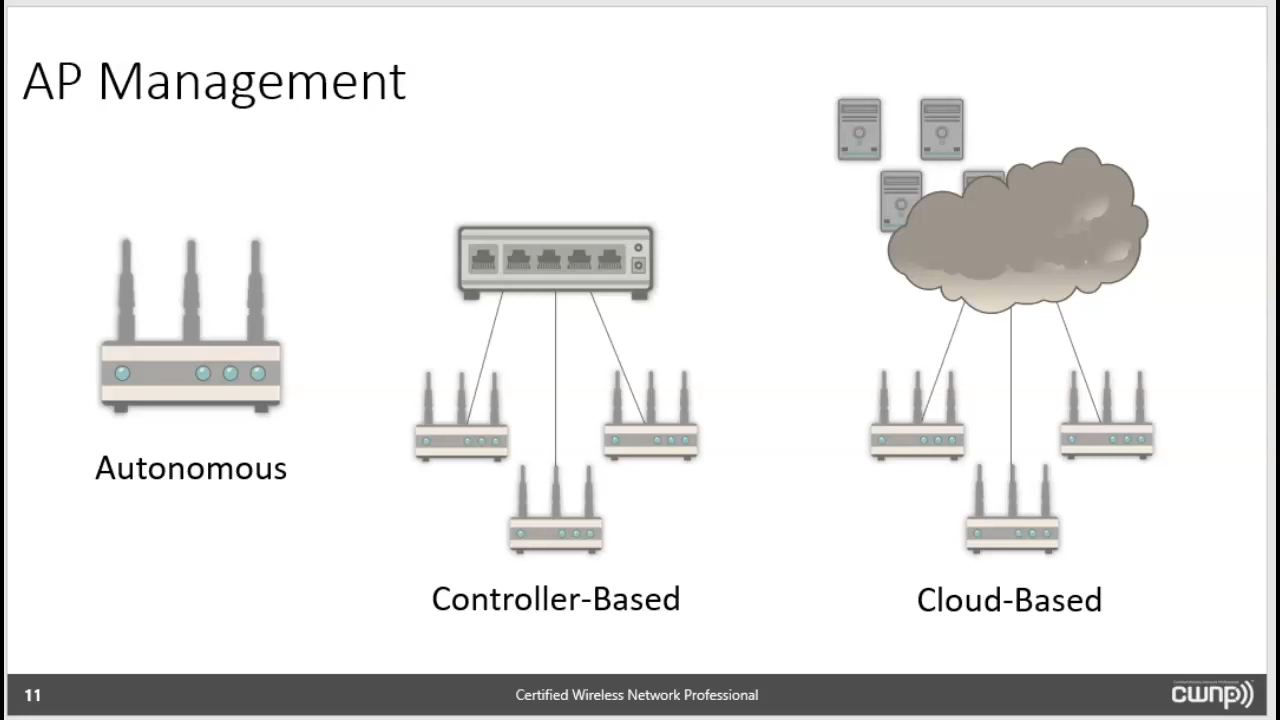 AP Management
Autonomous
Controller-Based
Cloud-Based
11
Certified Wireless Network Professional
cwnp